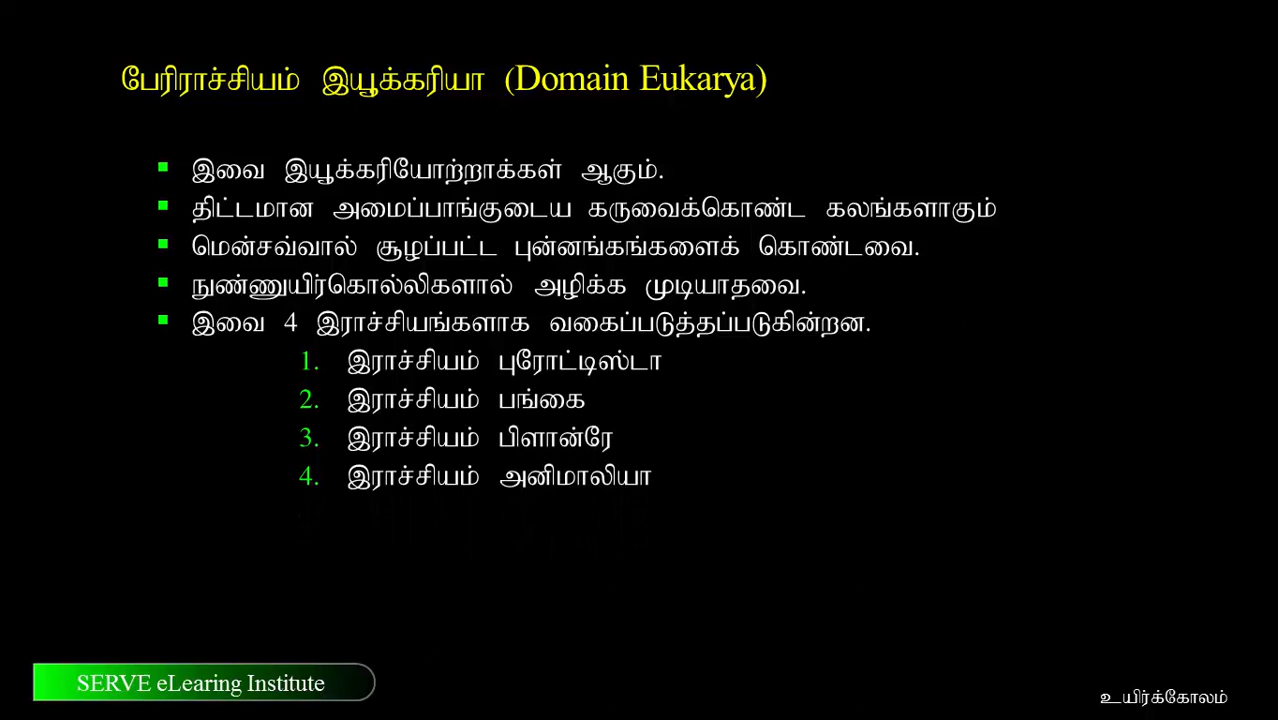 பேரிராச்சியம் இயூக்கரியா (Domain Eukarya)
இவை இயூக்கரியோற்றாக்கள் ஆகும்.
திட்டமான அமைப்பாங்குடைய கருவைக்கொண்ட கலங்களாகும்
மென்சவ்வால் சூழப்பட்ட புன்னங்கங்களைக் கொண்டவை.
நுண்ணுயிர்கொல்லிகளால் அழிக்க முடியாதவை.
இவை 4 இராச்சியங்களாக வகைப்படுத்தப்படுகின்றன.
1. இராச்சியம் புரோட்டிஸ்டா
2. இராச்சியம் பங்கை
3. இராச்சியம் பிளான்ரே
4. இராச்சியம் அனிமாலியா
SERVE eLearing Institute
உயிர்க்கோலம்